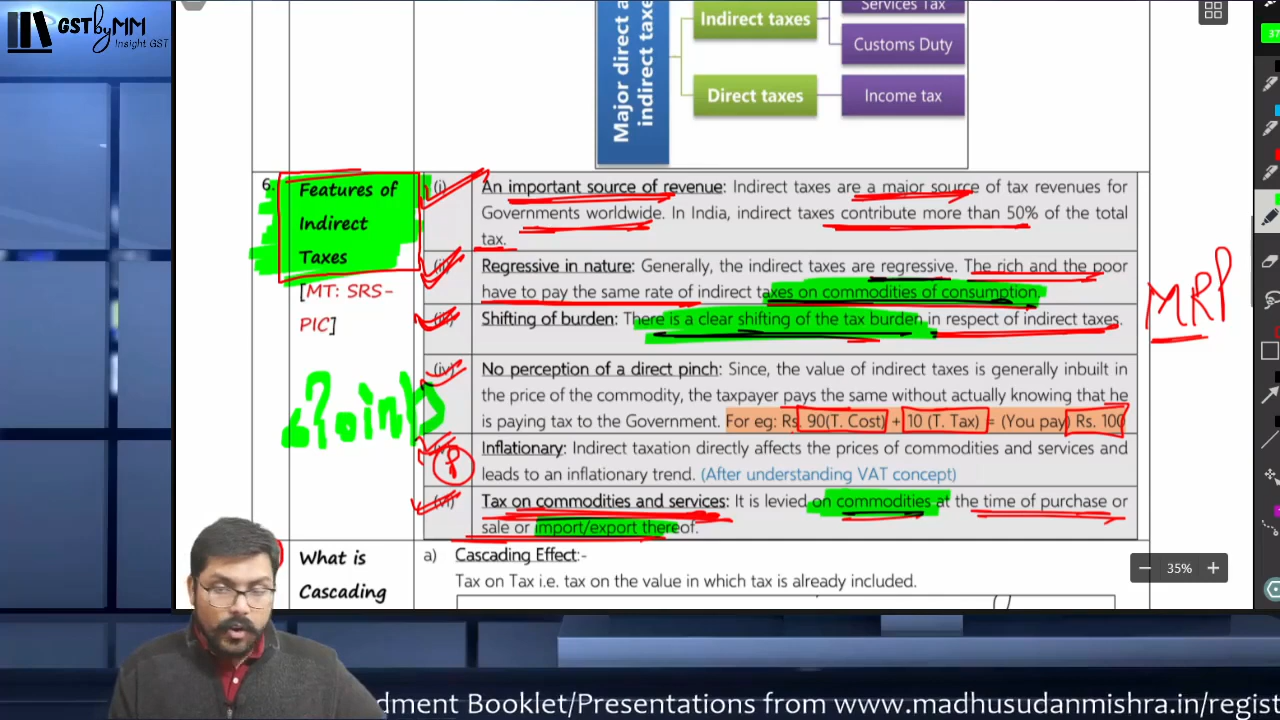 GSTbyMM
Insight GST
Major direct a
indirect taxe
Indirect taxes
Services Tax
Customs Duty
Direct taxes
Income tax
37
6.
Features of
Indirect
Taxes
[MT: SRS-
PIC]
(i)
An important source of revenue: Indirect taxes are a major source of tax revenues for
Governments worldwide. In India, indirect taxes contribute more than 50% of the total
tax.
(ii)
Regressive in nature: Generally, the indirect taxes are regressive. The rich and the poor
have to pay the same rate of indirect taxes on commodities of consumption.
Shifting of burden: There is a clear shifting of the tax burden in respect of indirect taxes.
MRP
(iv)
No perception of a direct pinch: Since, the value of indirect taxes is generally inbuilt in
the price of the commodity, the taxpayer pays the same without actually knowing that he
is paying tax to the Government. For eg: Rs. 90(T. Cost) + 10 (T. Tax) = (You pay) Rs. 100
Points
P
Inflationary: Indirect taxation directly affects the prices of commodities and services and
leads to an inflationary trend. (After understanding VAT concept)
(vi)
Tax on commodities and services: It is levied on commodities at the time of purchase or
sale or import/export thereof.
What is
Cascading
a) Cascading Effect:-
Tax on Tax i.e. tax on the value in which tax is already included.
35%
dment Booklet/Presentations from www.madhusudanmishra.in/regist